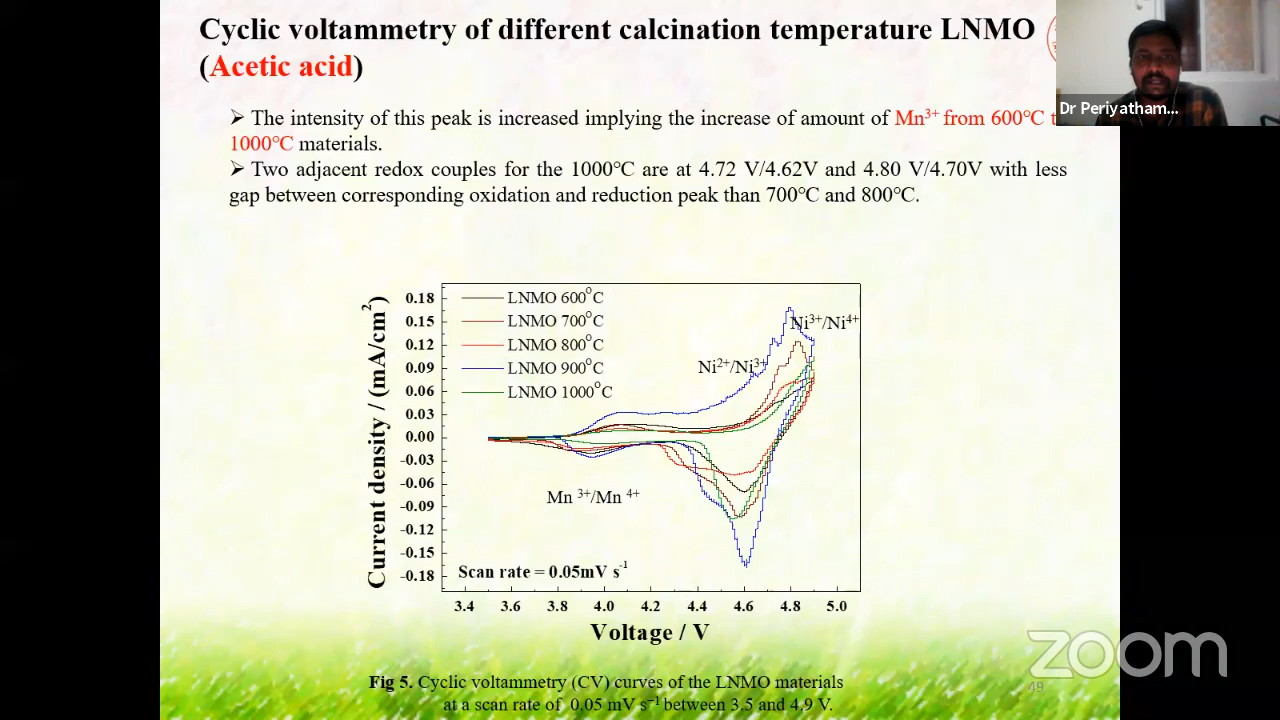 Cyclic voltammetry of different calcination temperature LNMO
(Acetic acid)
Dr Periyatham...
➢ The intensity of this peak is increased implying the increase of amount of Mn³⁺ from 600℃
1000℃ materials.
➢ Two adjacent redox couples for the 1000℃ are at 4.72 V/4.62V and 4.80 V/4.70V with less
gap between corresponding oxidation and reduction peak than 700℃ and 800℃.
Current density / (mA/cm²)
0.18
0.15
0.12
0.09
0.06
0.03
0.00
-0.03
-0.06
-0.09
-0.12
-0.15
-0.18
LNMO 600°C
LNMO 700°C
LNMO 800°C
LNMO 900°C
LNMO 1000°C
Ni³⁺/Ni⁴⁺
Ni²⁺/Ni³⁺
Mn ³⁺/Mn ⁴⁺
Scan rate = 0.05mV s⁻¹
3.4 3.6 3.8 4.0 4.2 4.4 4.6 4.8 5.0
Voltage / V
zoom
49
Fig 5. Cyclic voltammetry (CV) curves of the LNMO materials
at a scan rate of 0.05 mV s⁻¹ between 3.5 and 4.9 V.